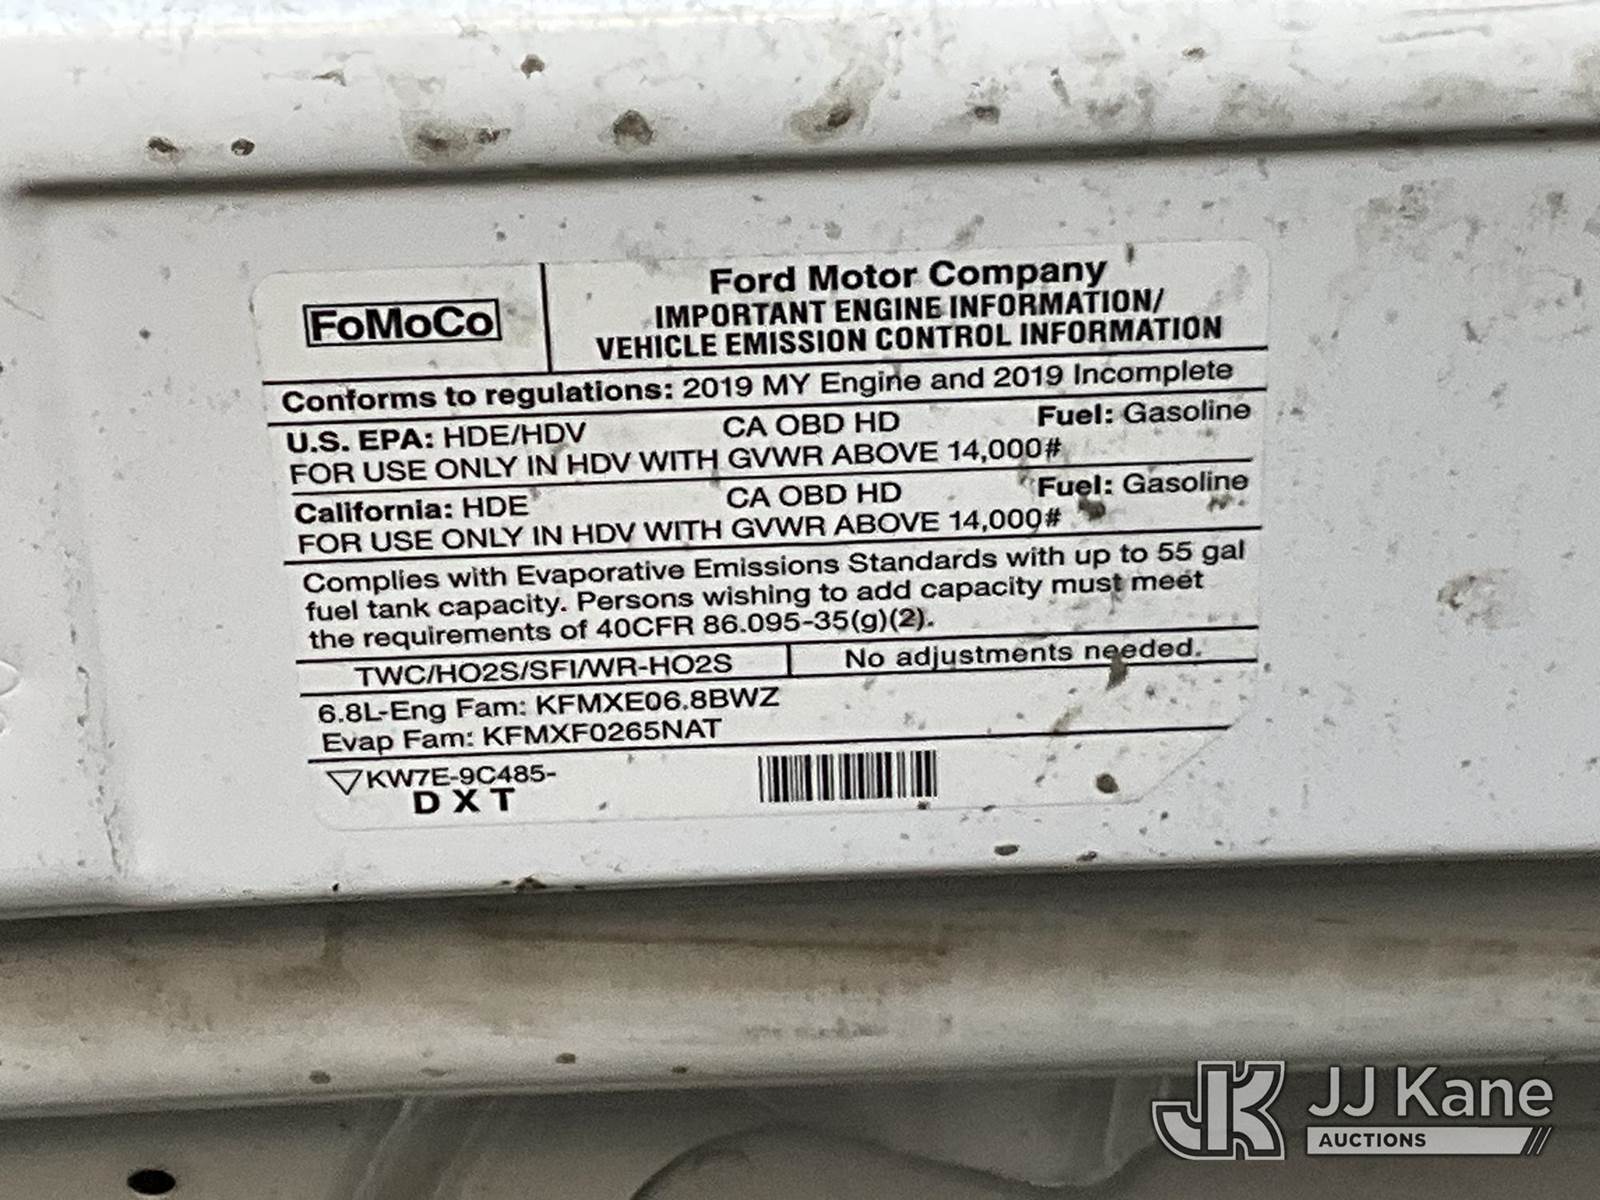 FoMoCo
Ford Motor Company
IMPORTANT ENGINE INFORMATION/
VEHICLE EMISSION CONTROL INFORMATION
Conforms to regulations: 2019 MY Engine and 2019 Incomplete
U.S. EPA: HDE/HDV CA OBD HD Fuel: Gasoline
FOR USE ONLY IN HDV WITH GVWR ABOVE 14,000#
California: HDE CA OBD HD Fuel: Gasoline
FOR USE ONLY IN HDV WITH GVWR ABOVE 14,000#
Complies with Evaporative Emissions Standards with up to 55 gal
fuel tank capacity. Persons wishing to add capacity must meet
the requirements of 40CFR 86.095-35(g)(2).
TWC/HO2S/SFI/WR-HO2S No adjustments needed.
6.8L-Eng Fam: KFMXE06.8BWZ
Evap Fam: KFMXF0265NAT
KW7E-9C485-
D X T
JK JJ Kane
AUCTIONS